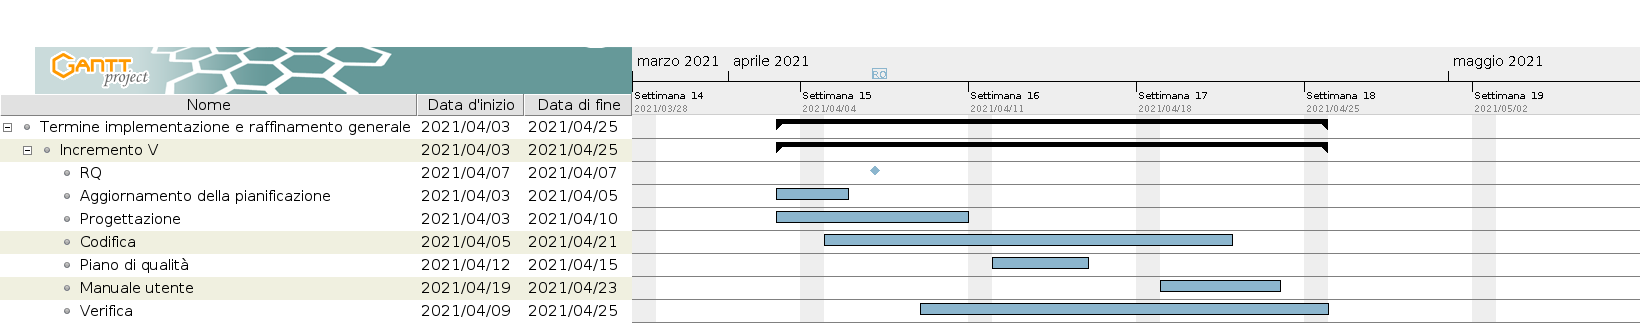 GANTT project
marzo 2021 aprile 2021 maggio 2021
RQ
Settimana 14 Settimana 15 Settimana 16 Settimana 17 Settimana 18 Settimana 19
2021/03/28 2021/04/04 2021/04/11 2021/04/18 2021/04/25 2021/05/02
Nome Data d'inizio Data di fine
Termine implementazione e raffinamento generale 2021/04/03 2021/04/25
Incremento V 2021/04/03 2021/04/25
RQ 2021/04/07 2021/04/07
Aggiornamento della pianificazione 2021/04/03 2021/04/05
Progettazione 2021/04/03 2021/04/10
Codifica 2021/04/05 2021/04/21
Piano di qualità 2021/04/12 2021/04/15
Manuale utente 2021/04/19 2021/04/23
Verifica 2021/04/09 2021/04/25